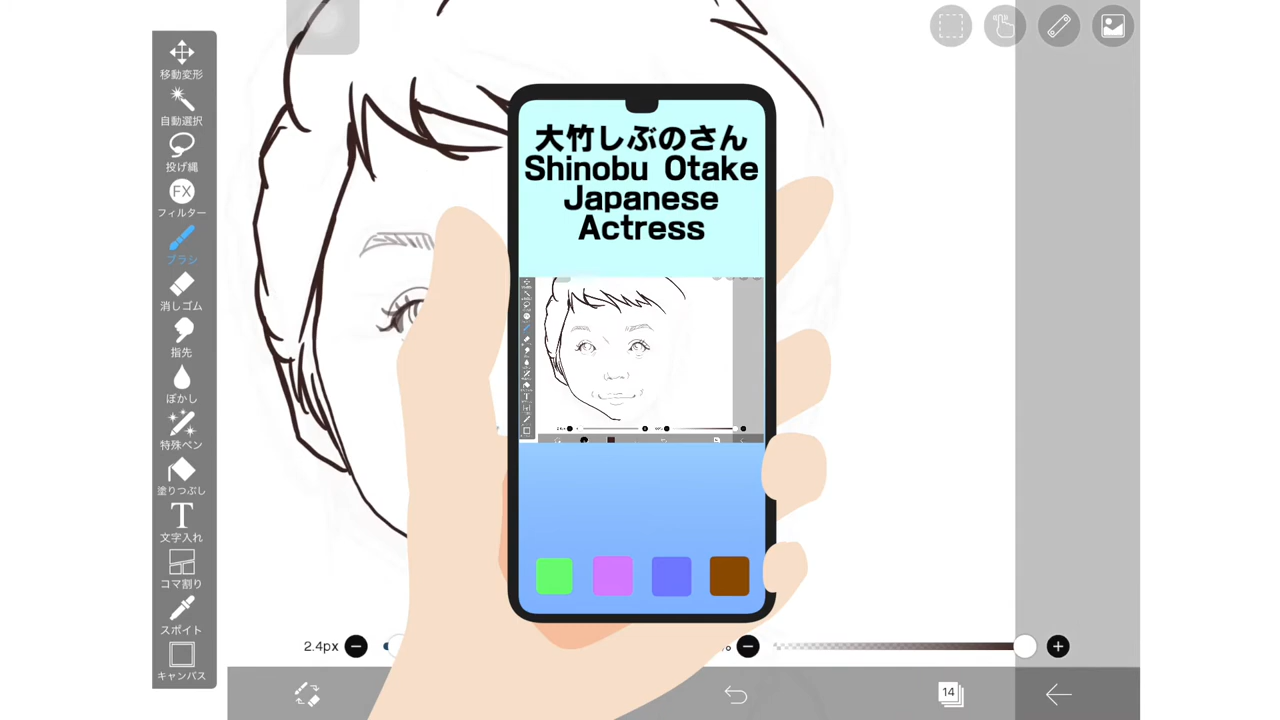 移動変形
自動選択
投げ縄
FX
フィルター
ブラシ
消しゴム
指先
ぼかし
特殊ペン
塗りつぶし
T
文字入れ
コマ割り
スポイト
キャンバス
大竹しぶのさん
Shinobu Otake
Japanese
Actress
2.4px
%
14